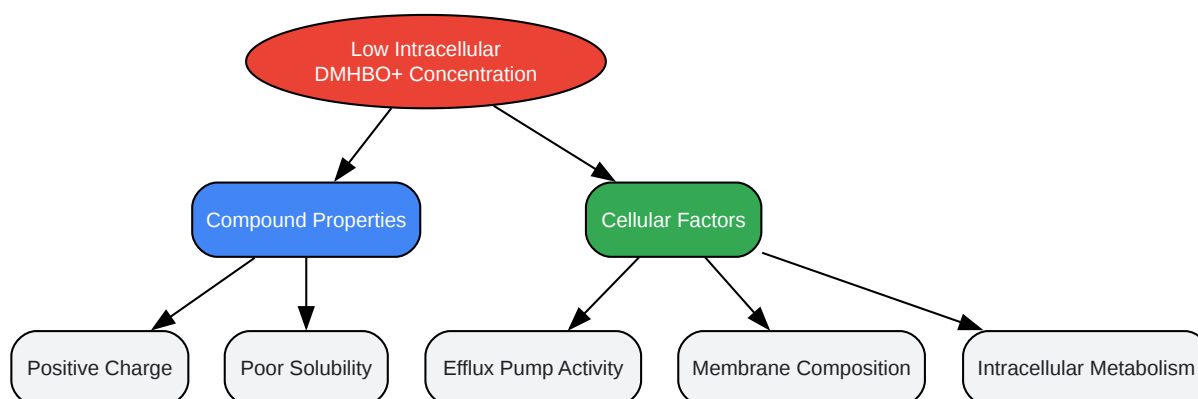 Low Intracellular
DMHBO+ Concentration
Compound Properties
Cellular Factors
Positive Charge
Poor Solubility
Efflux Pump Activity
Membrane Composition
Intracellular Metabolism